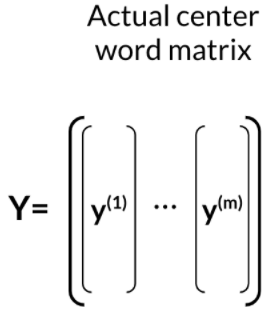 Actual center
word matrix
Y= y(1) ... y(m)